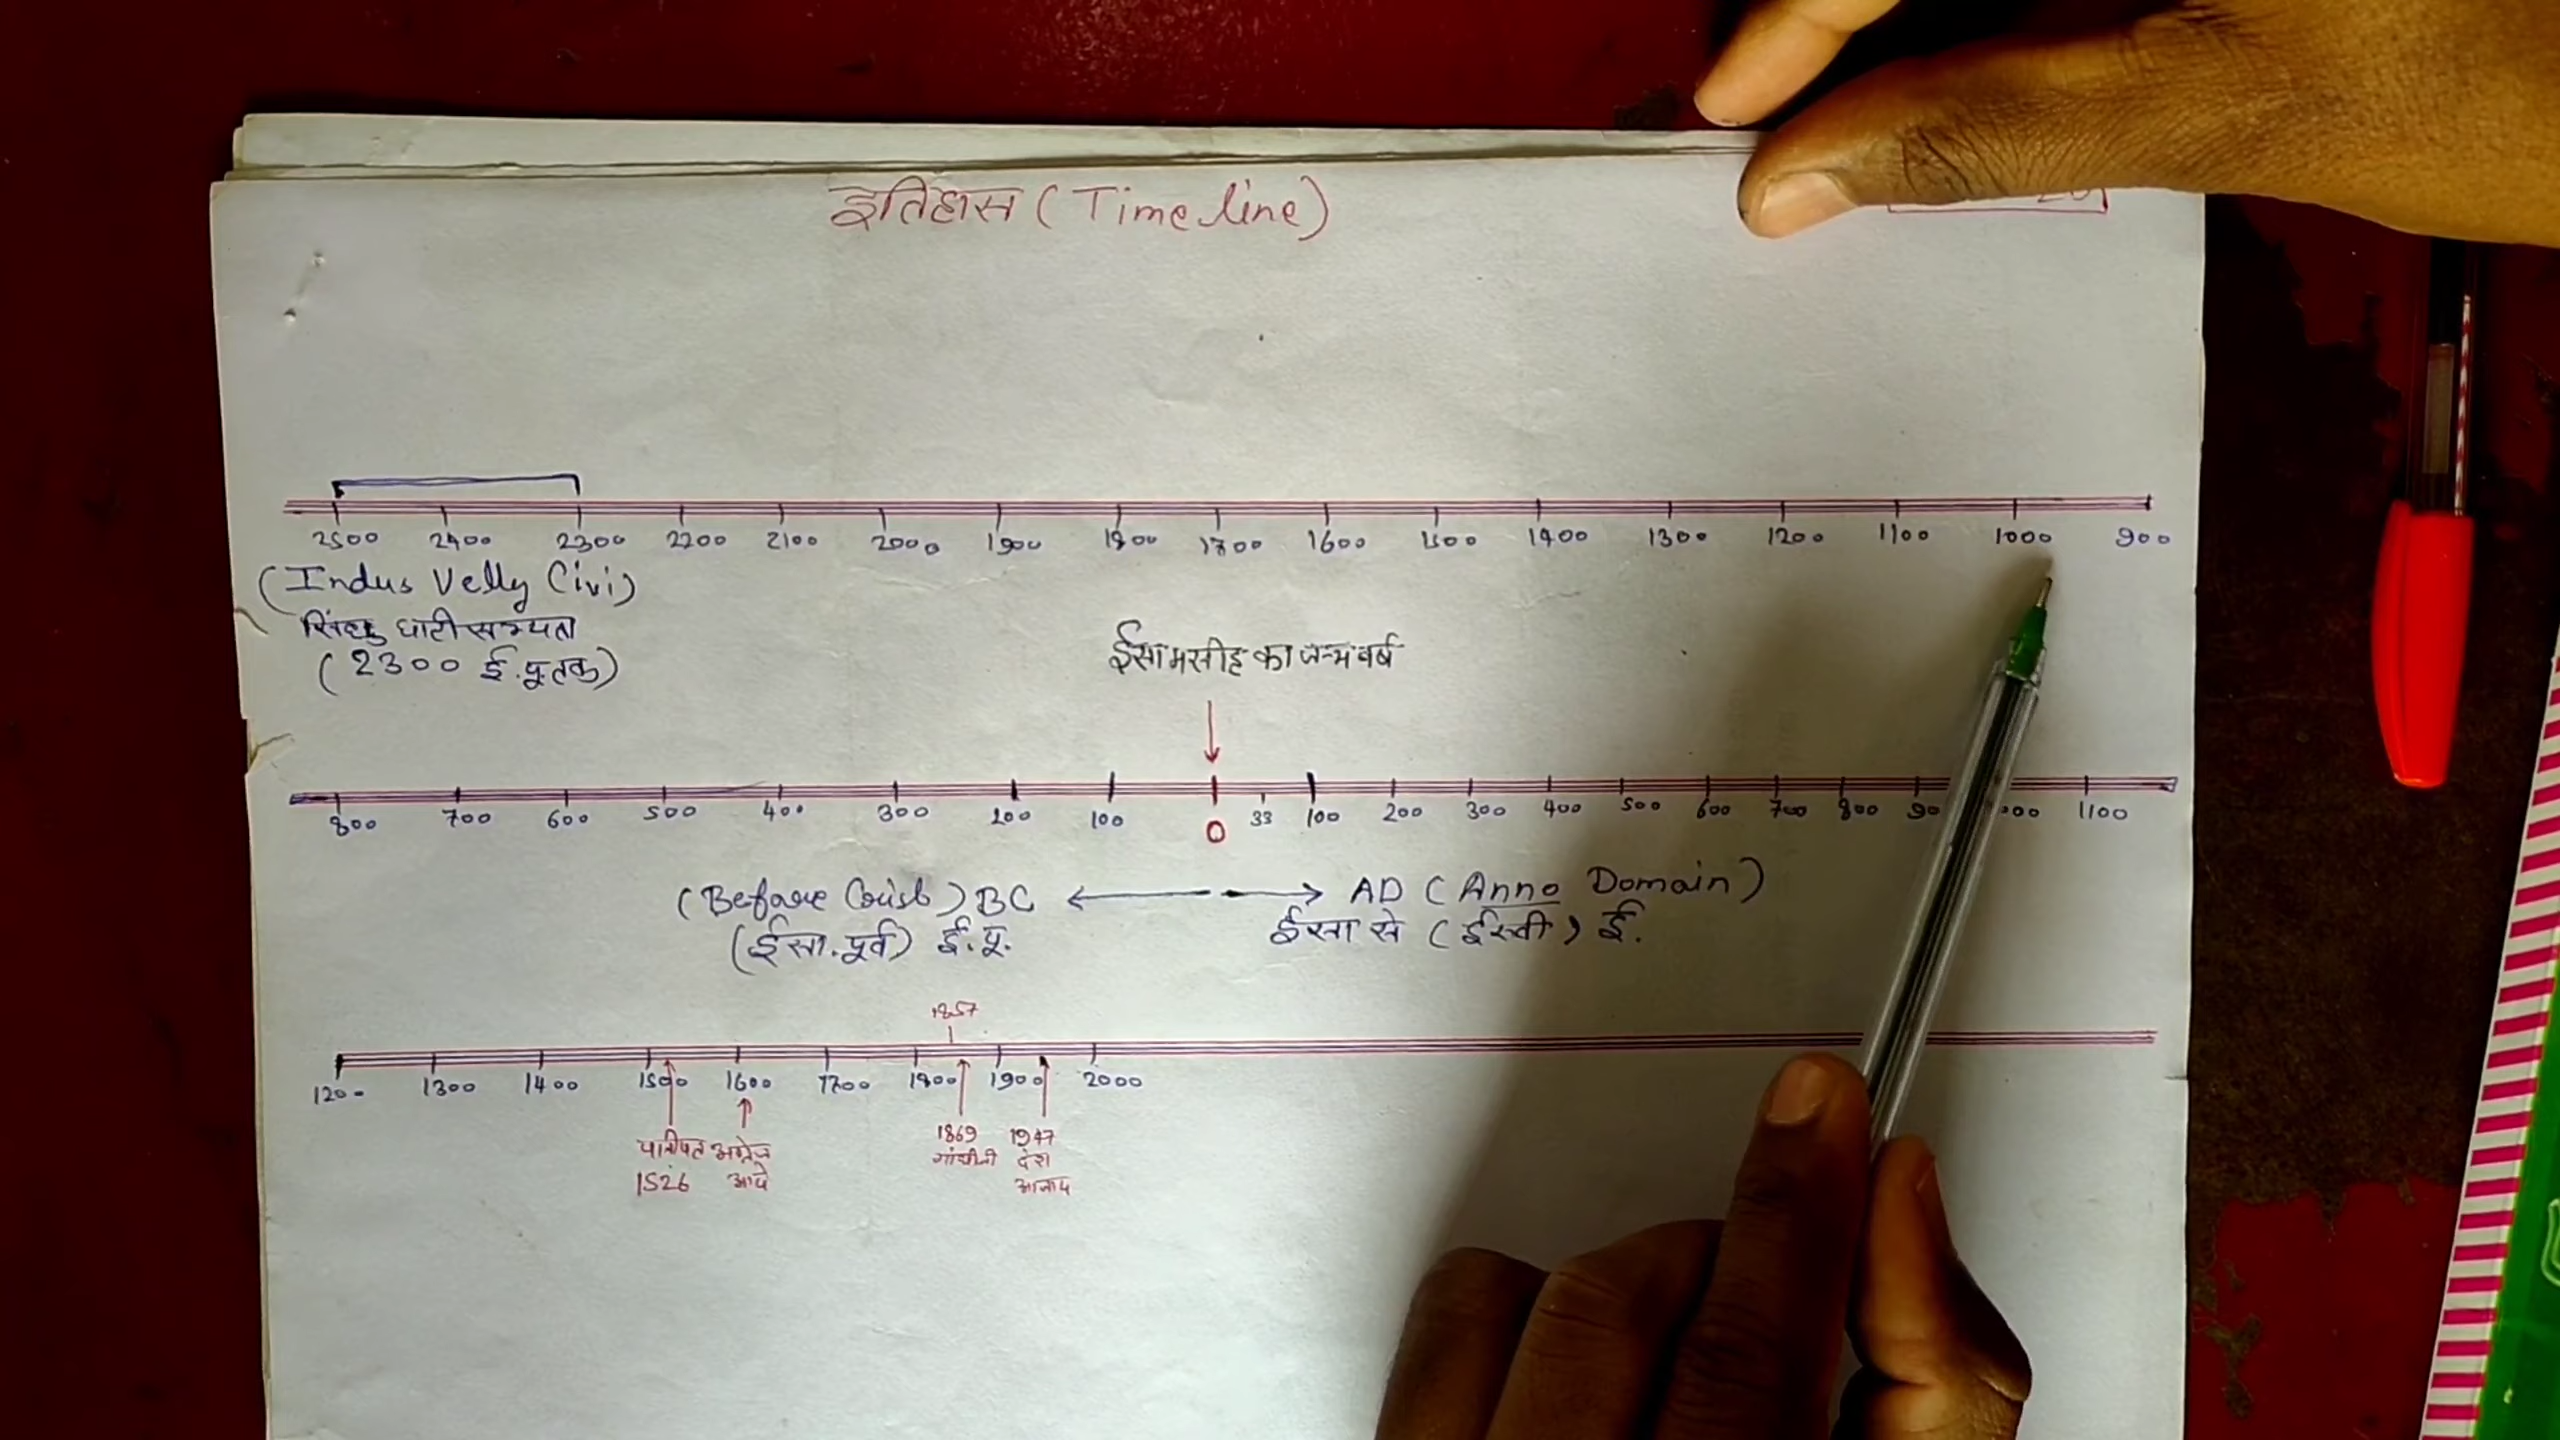 इतिहास (Time line)
2500 2400 2300 2200 2100 2000 1900 1800 1700 1600 1500 1400 1300 1200 1100 1000 900
(Indus Velly Civi)
सिंधु घाटी सभ्यता
(2300 ई.पू. तक)
ईसा मसीह का जन्म वर्ष
800 700 600 500 400 300 200 100 0 33 100 200 300 400 500 600 700 800 90 000 1100
BC AD (Anno Domain)
(ईसा.पूर्व) ई.पू. ईसा से (ईस्वी) ई.
1857
1200 1300 1400 1500 1600 1700 1800 1900 2000
पानीपत अंग्रेज 1869 1947
1526 आये गांधीजी देश
आजाद